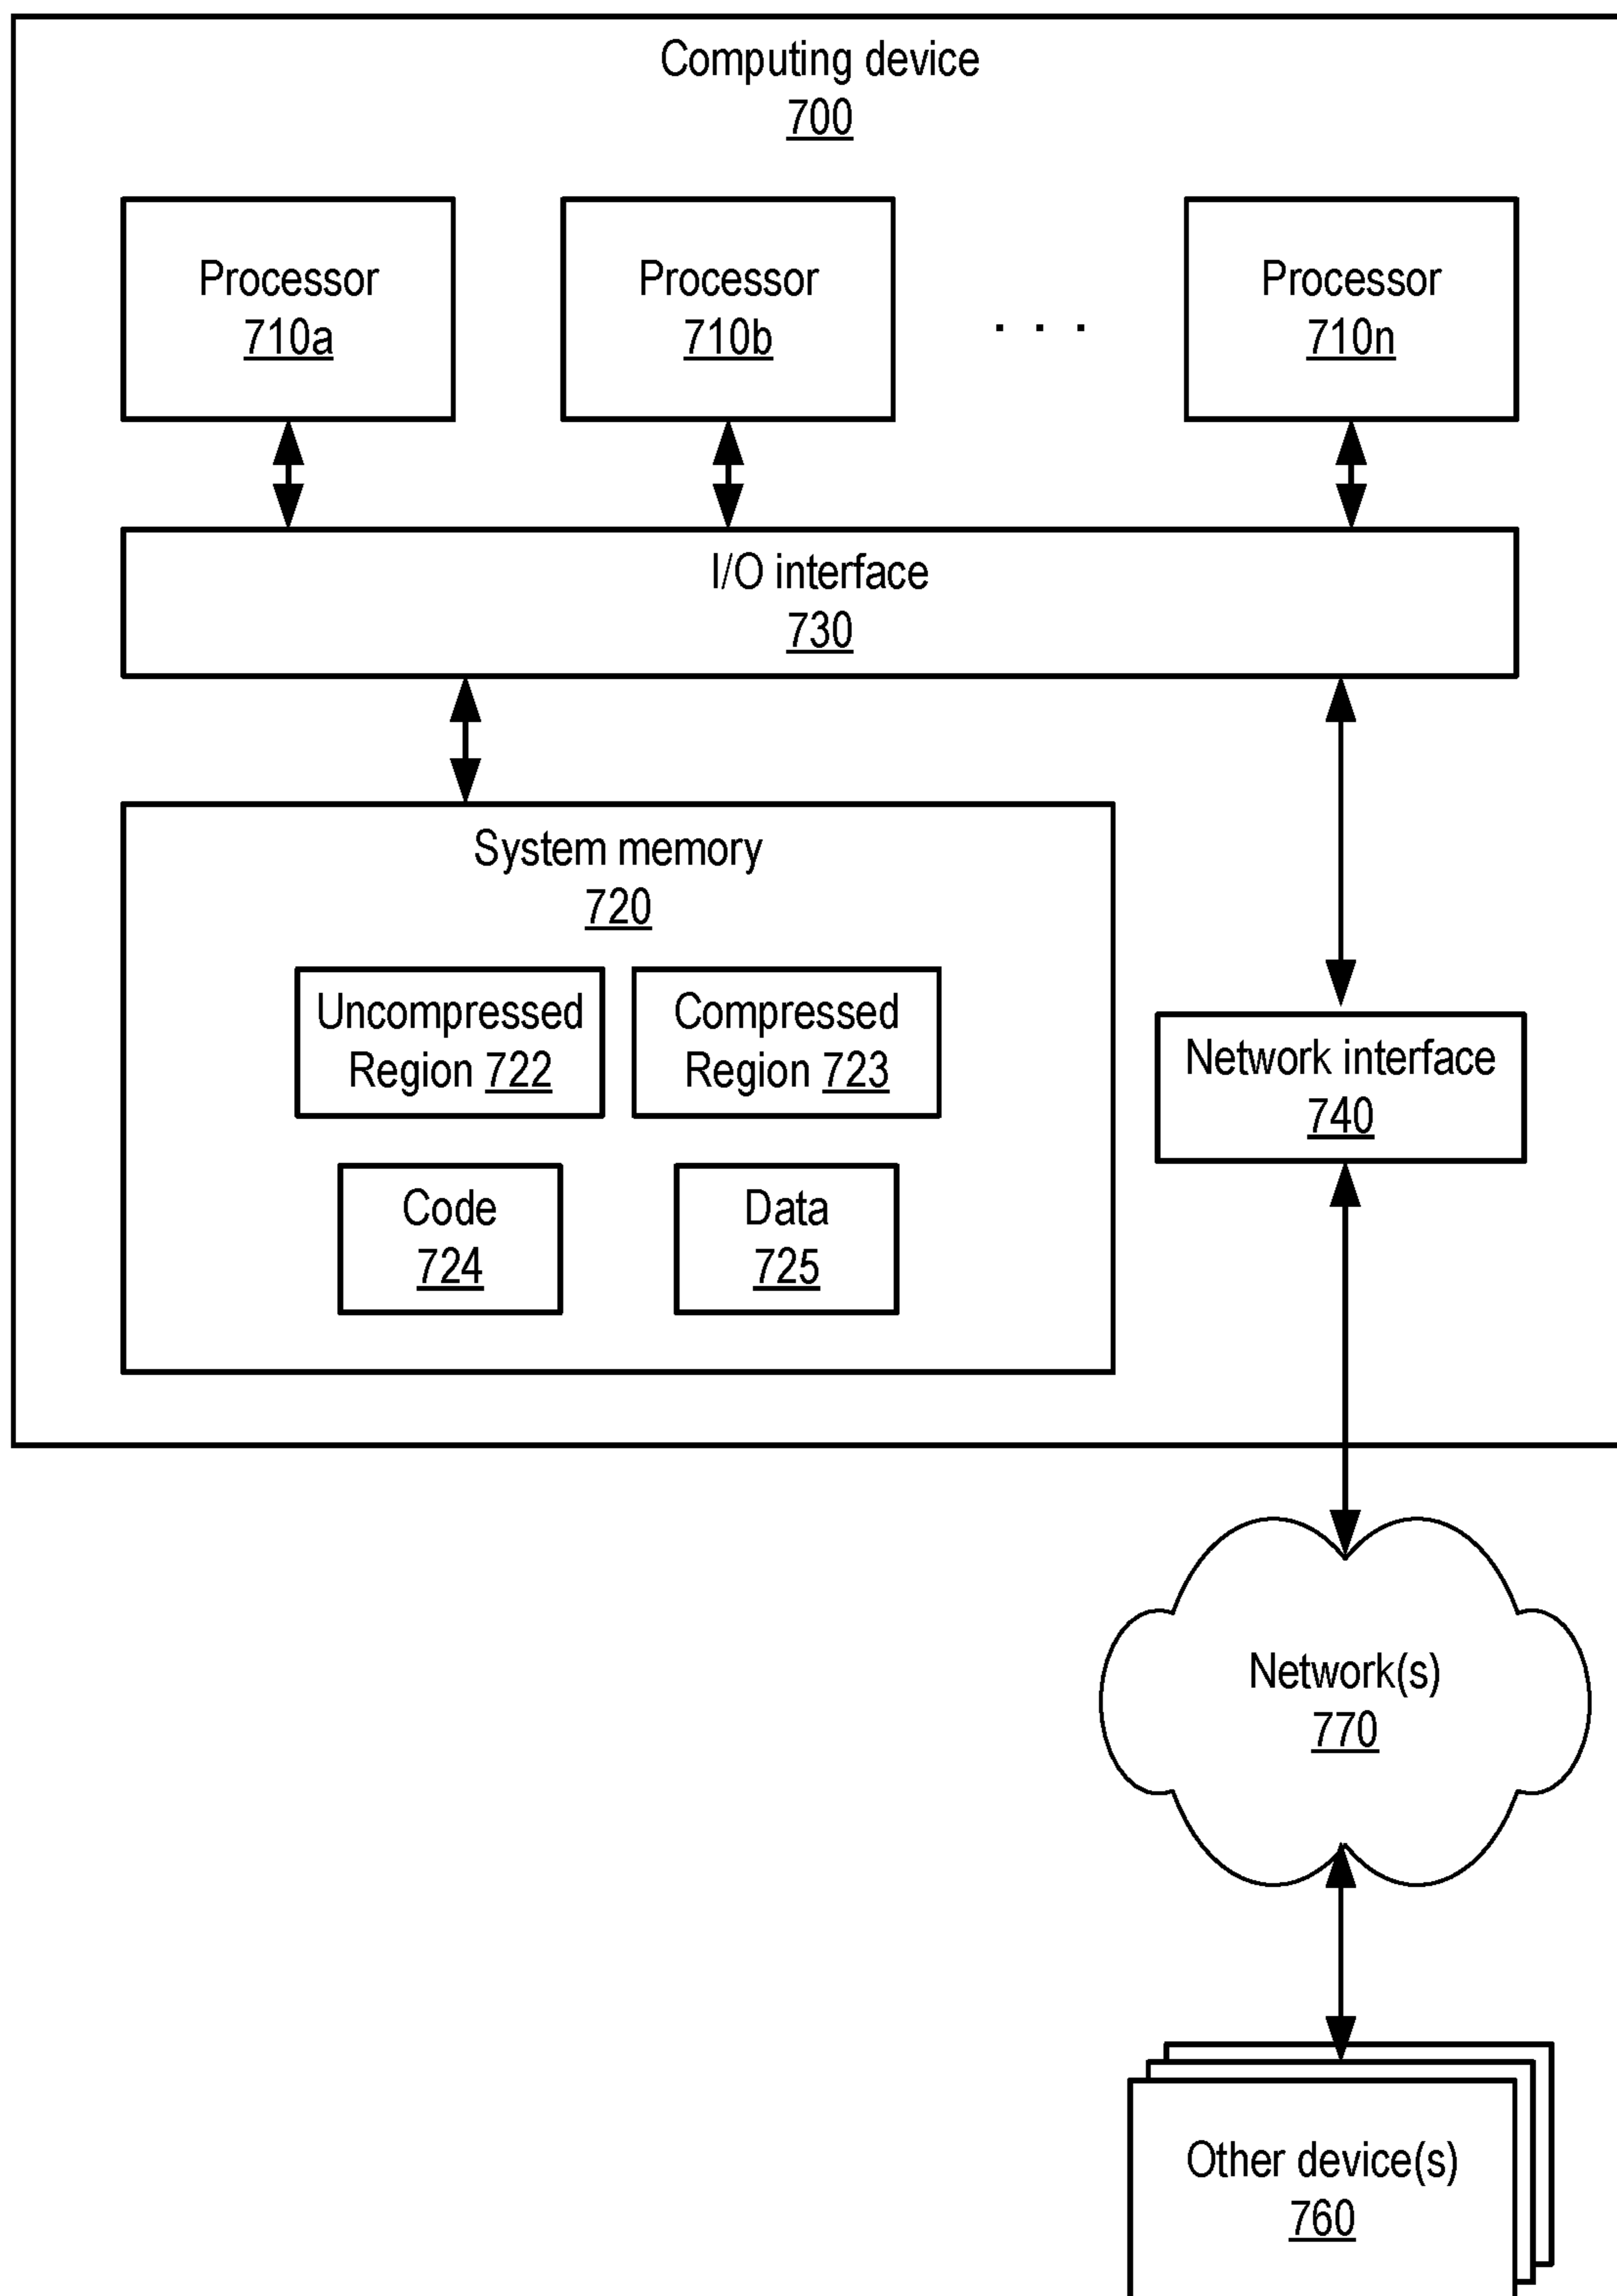 Computing device
700
Processor
710a
Processor
710b
. . .
Processor
710n
I/O interface
730
System memory
720
Uncompressed
Region 722
Compressed
Region 723
Code
724
Data
725
Network interface
740
Network(s)
770
Other device(s)
760